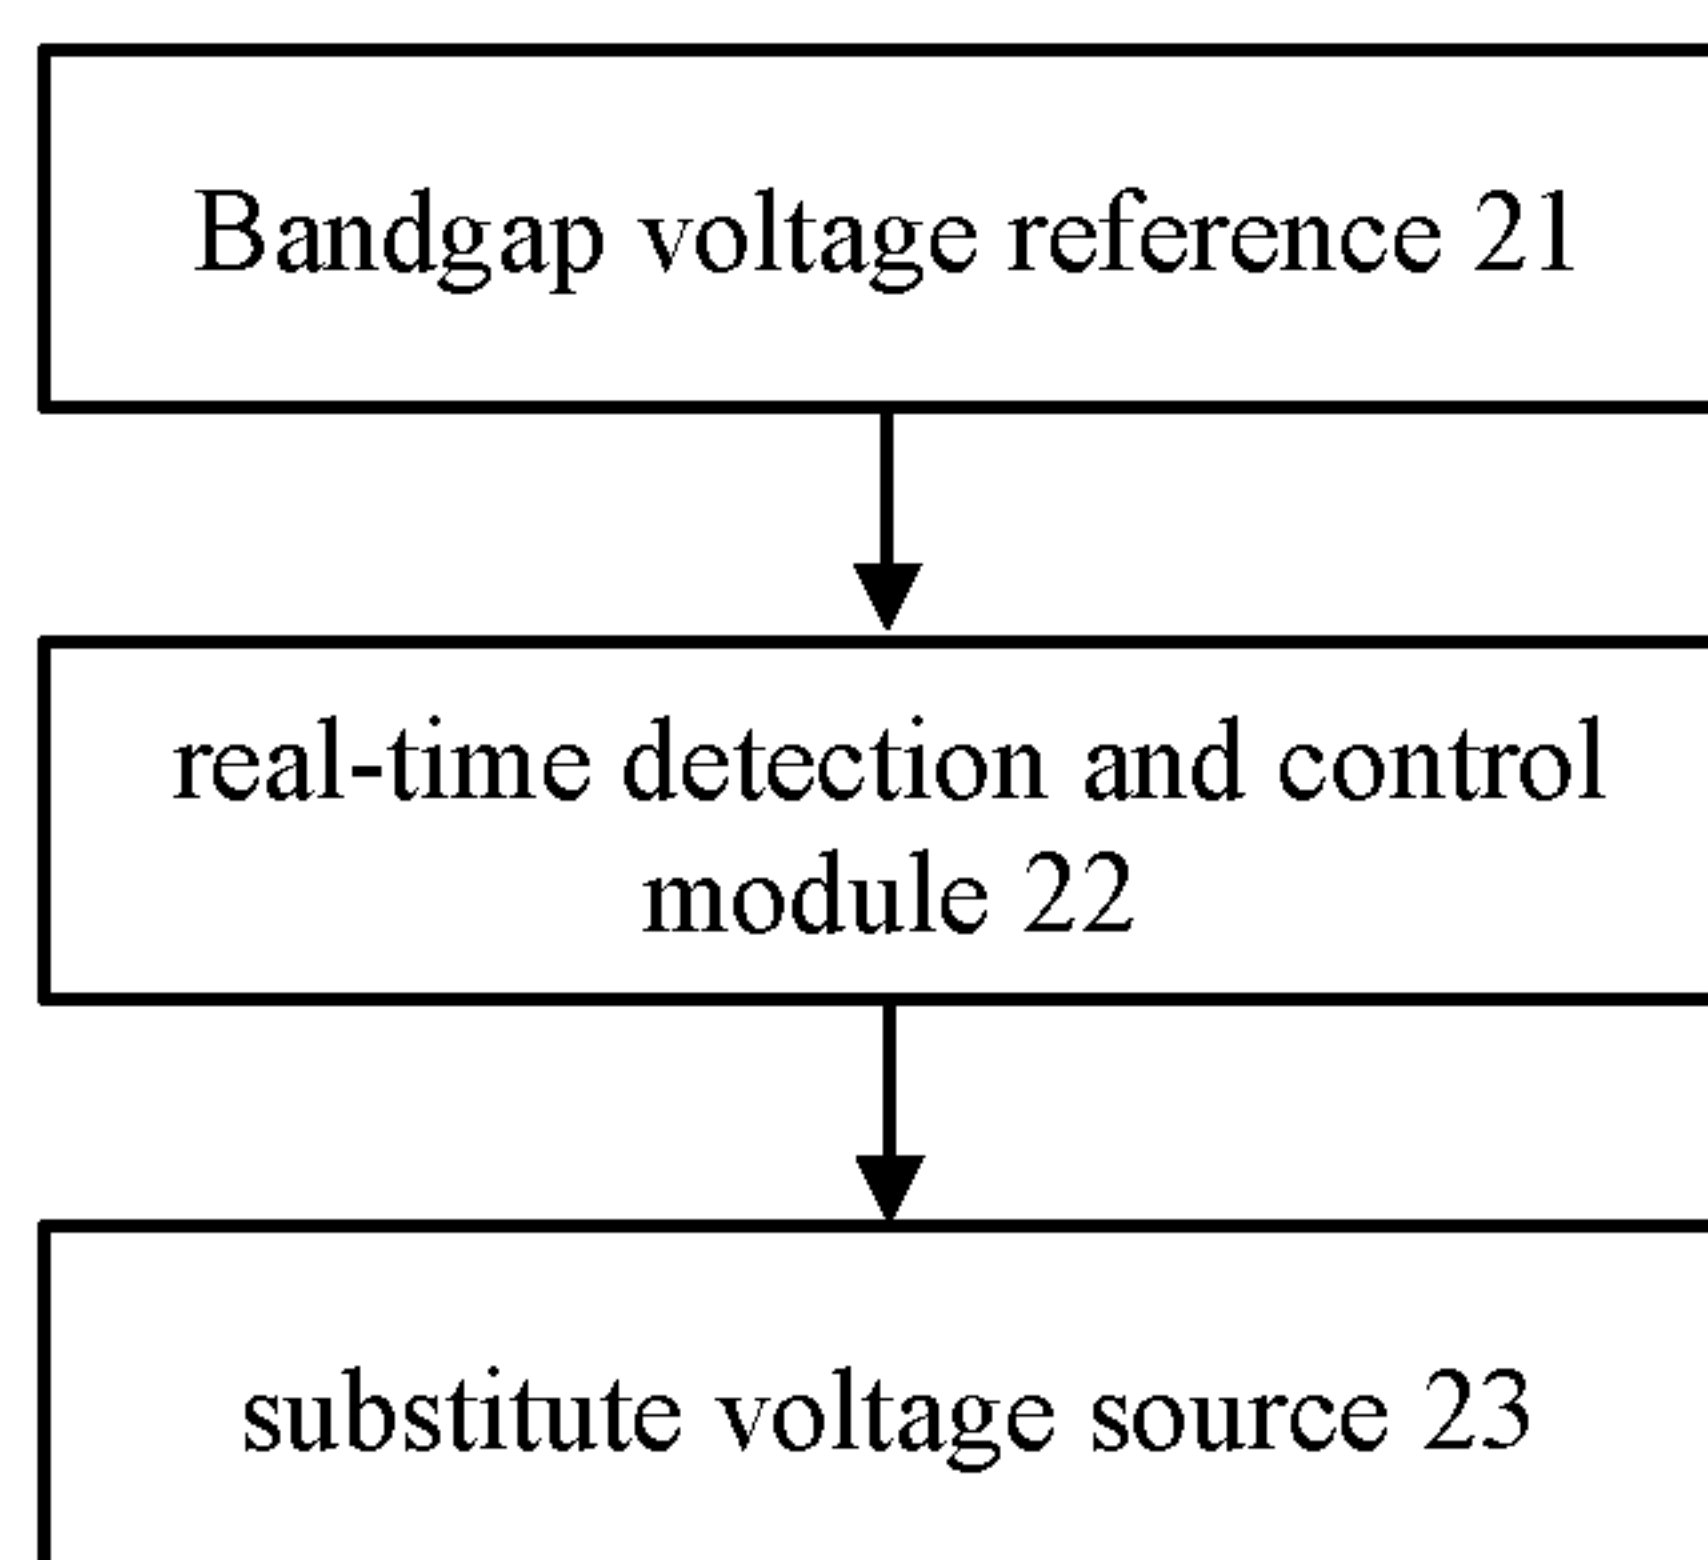 Bandgap voltage reference 21
real-time detection and control
module 22
substitute voltage source 23